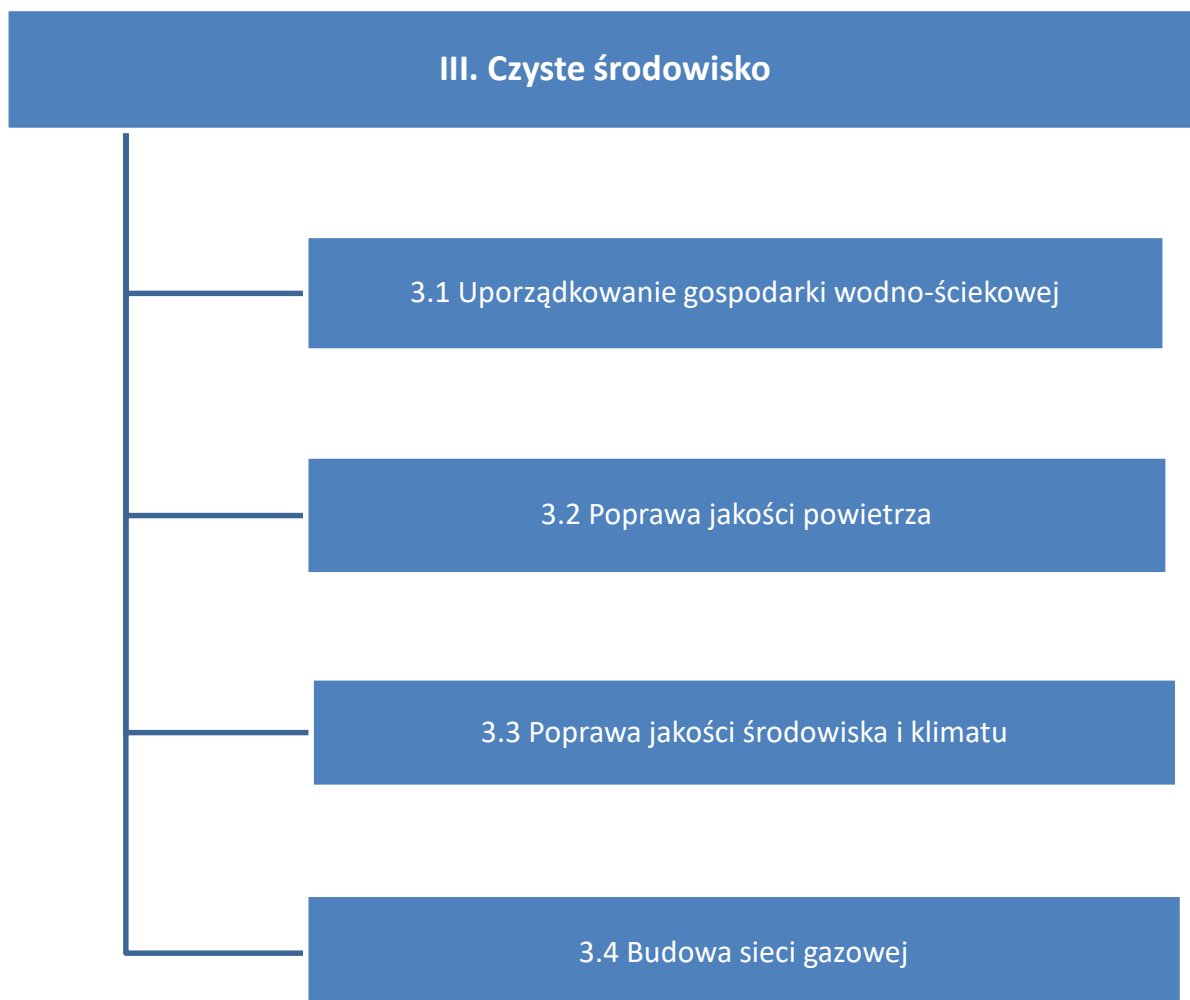 III. Czyste środowisko
3.1 Uporządkowanie gospodarki wodno-ściekowej
3.2 Poprawa jakości powietrza
3.3 Poprawa jakości środowiska i klimatu
3.4 Budowa sieci gazowej